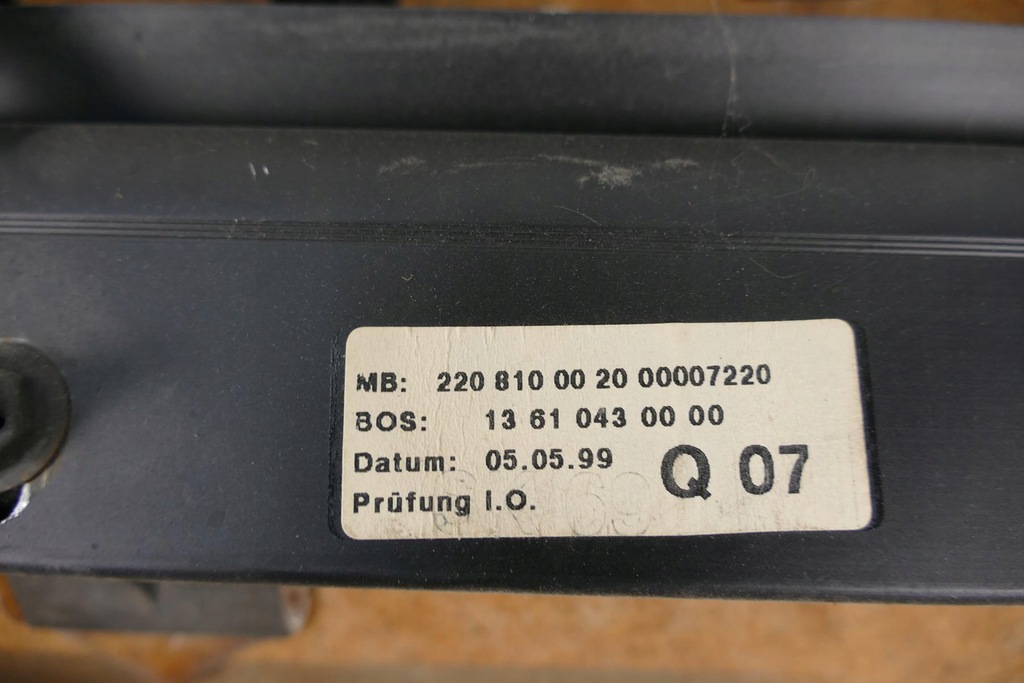 MB: 220 810 00 20 00007220
BOS: 13 61 043 00 00
Datum: 05.05.99 Q 07
Prüfung I.O.